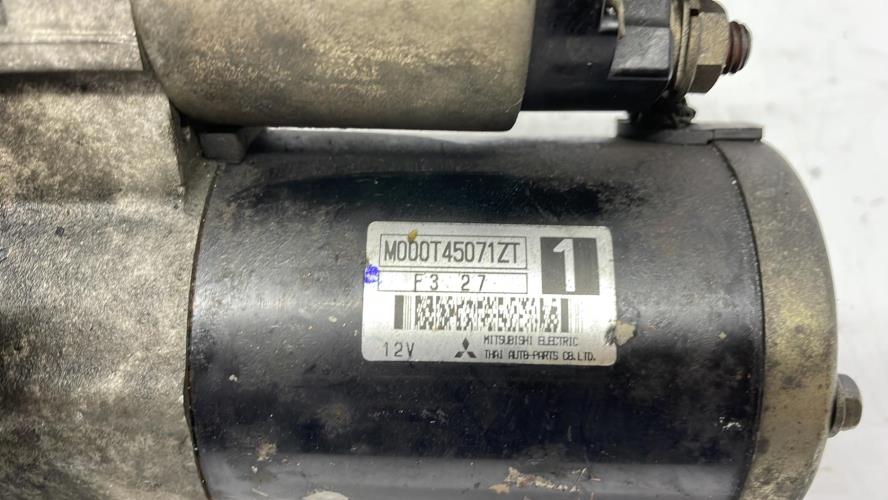 M000T45071ZT
1
F3 27
12V
MITSUBISHI ELECTRIC
THAI AUTO-PARTS CO.LTD.